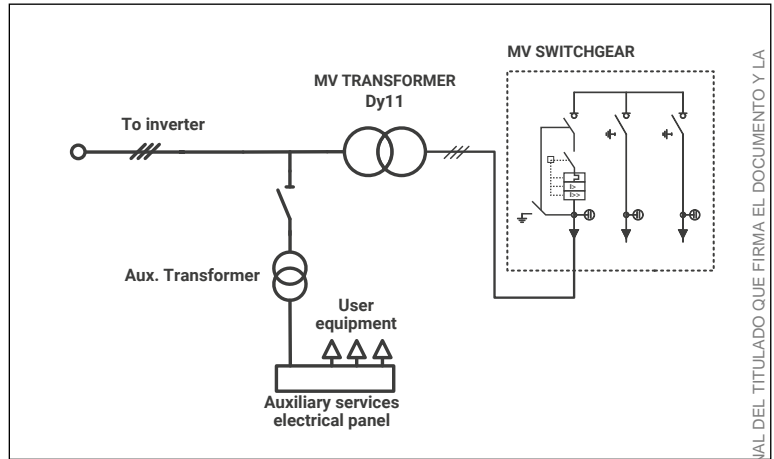 MV SWITCHGEAR
MV TRANSFORMER
Dy11
To inverter
I>
I>>
Aux. Transformer
User
equipment
Auxiliary services
electrical panel
NAL DEL TITULADO QUE FIRMA EL DOCUMENTO Y LA